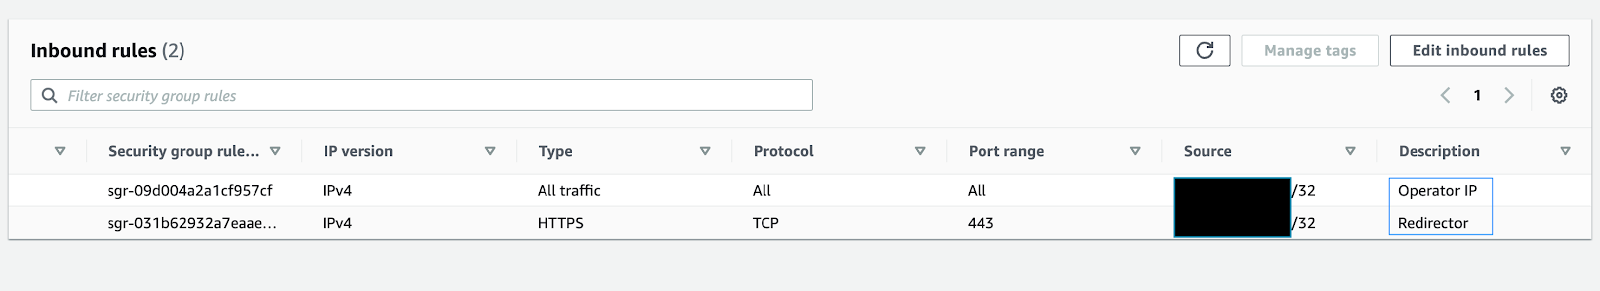 Inbound rules (2)
Manage tags
Edit inbound rules
Filter security group rules
1
Security group rule... IP version Type Protocol Port range Source Description
sgr-09d004a2a1cf957cf IPv4 All traffic All All /32 Operator IP
sgr-031b62932a7eaae... IPv4 HTTPS TCP 443 /32 Redirector